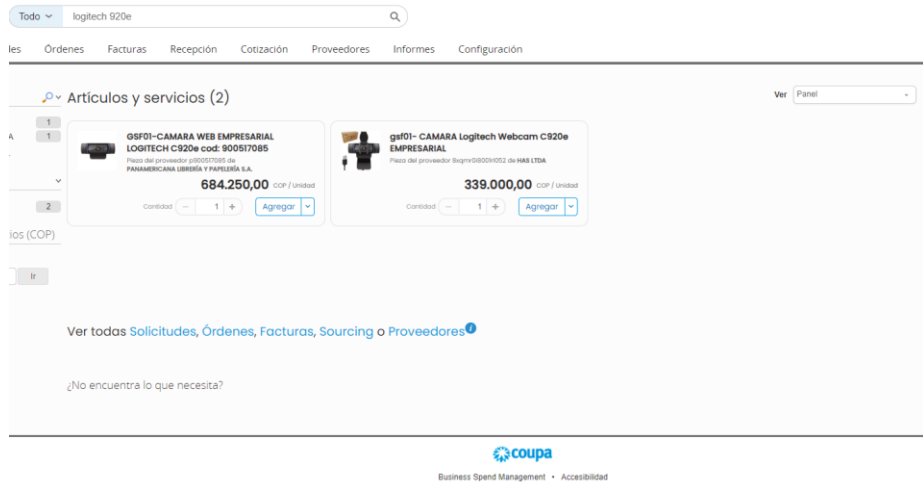 Todo
logitech 920e
les Órdenes Facturas Recepción Cotización Proveedores Informes Configuración
Artículos y servicios (2)
Ver Panel
1
A 1
2
ios (COP)
Ir
GSF01-CAMARA WEB EMPRESARIAL
LOGITECH C920e cod: 900517085
Pieza del proveedor p900517085 de
PANAMERICANA LIBRERÍA Y PAPELERÍA S.A.
684.250,00 COP / Unidad
Cantidad − 1 + Agregar
gsf01- CAMARA Logitech Webcam C920e
EMPRESARIAL
Pieza del proveedor de HAS LTDA
339.000,00 COP / Unidad
Cantidad − 1 + Agregar
Ver todas Solicitudes, Órdenes, Facturas, Sourcing o Proveedores
¿No encuentra lo que necesita?
coupa
Business Spend Management • Accesibilidad